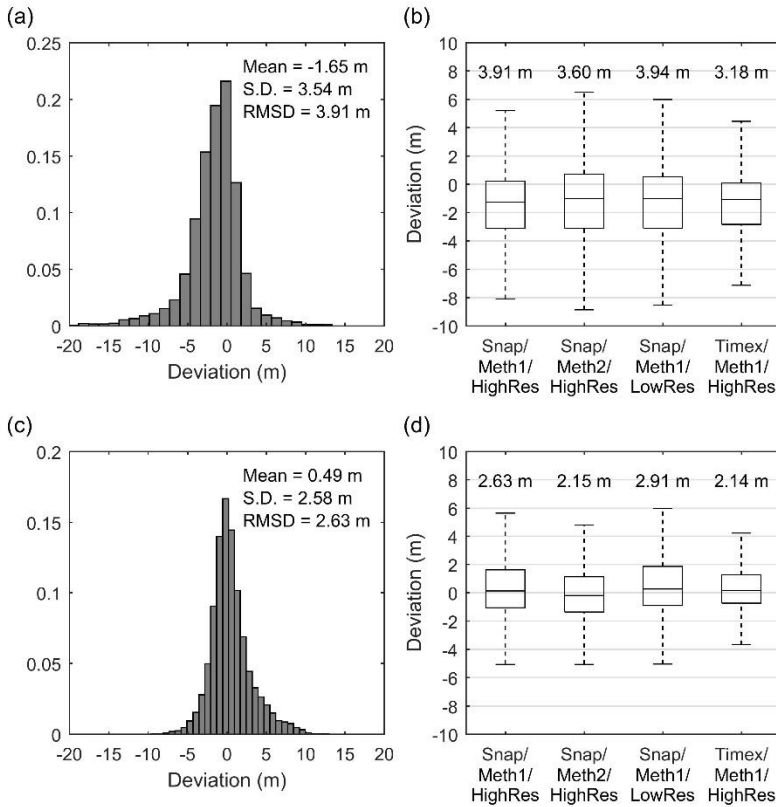 (a)
0.25
0.2
0.15
0.1
0.05
0
Mean = -1.65 m
S.D. = 3.54 m
RMSD = 3.91 m
-20 -15 -10 -5 0 5 10 15 20
Deviation (m)
(b)
Deviation (m)
10
8
6
4
2
0
-2
-4
-6
-8
-10
3.91 m 3.60 m 3.94 m 3.18 m
Snap/ Snap/ Snap/ Timex/
Meth1/ Meth2/ Meth1/ Meth1/
HighRes HighRes LowRes HighRes
(c)
0.2
0.15
0.1
0.05
0
Mean = 0.49 m
S.D. = 2.58 m
RMSD = 2.63 m
-20 -15 -10 -5 0 5 10 15 20
Deviation (m)
(d)
Deviation (m)
10
8
6
4
2
0
-2
-4
-6
-8
-10
2.63 m 2.15 m 2.91 m 2.14 m
Snap/ Snap/ Snap/ Timex/
Meth1/ Meth2/ Meth1/ Meth1/
HighRes HighRes LowRes HighRes